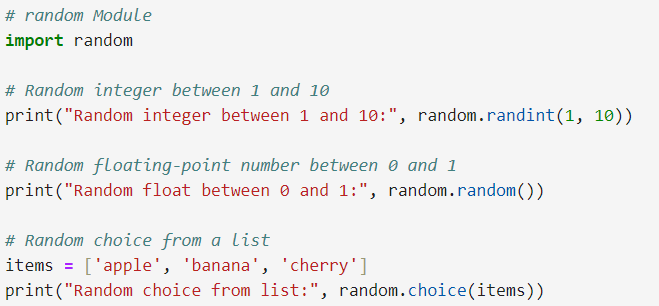 # random Module
import random

# Random integer between 1 and 10
print("Random integer between 1 and 10:", random.randint(1, 10))

# Random floating-point number between 0 and 1
print("Random float between 0 and 1:", random.random())

# Random choice from a list
items = ['apple', 'banana', 'cherry']
print("Random choice from list:", random.choice(items))